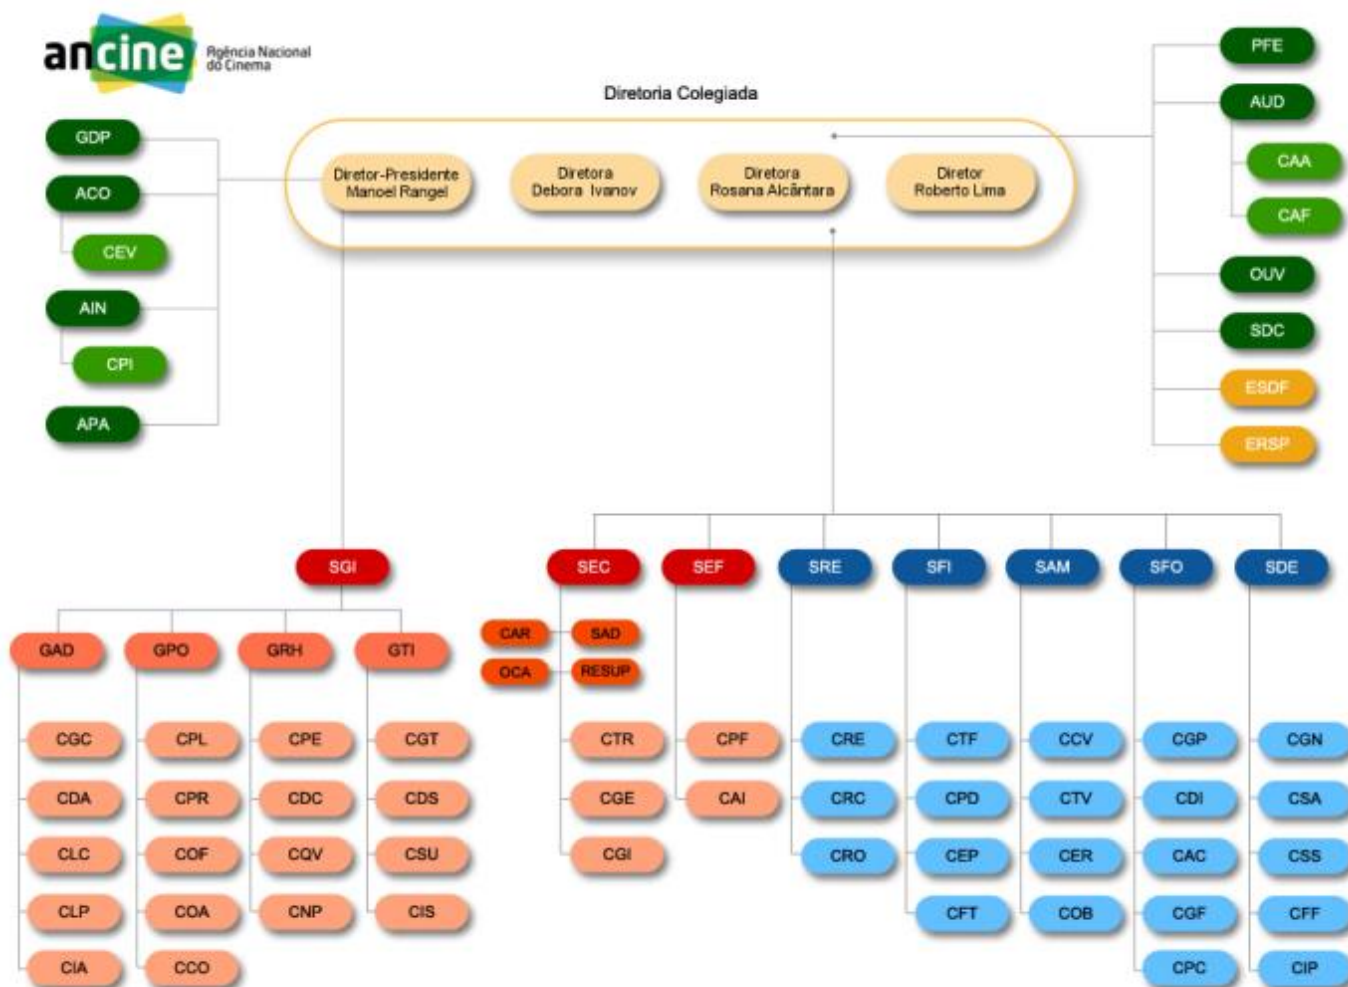 ancine
Agência Nacional
do Cinema
Diretoria Colegiada
Diretor-Presidente
Manoel Rangel
Diretora
Debora Ivanov
Diretora
Rosana Alcântara
Diretor
Roberto Lima
GDP
ACO
CEV
AIN
CPI
APA
PFE
AUD
CAA
CAF
OUV
SDC
ESDF
ERSP
SGI
SEC
SEF
SRE
SFI
SAM
SFO
SDE
GAD
GPO
GRH
GTI
CAR
SAD
OCA
RESUP
CGC
CPL
CPE
CGT
CTR
CPF
CRE
CTF
CCV
CGP
CGN
CDA
CPR
CDC
CDS
CGE
CAI
CRC
CPD
CTV
CDI
CSA
CLC
COF
CQV
CSU
CGI
CRO
CEP
CER
CAC
CSS
CLP
COA
CNP
CIS
CFT
COB
CGF
CFF
CIA
CCO
CPC
CIP